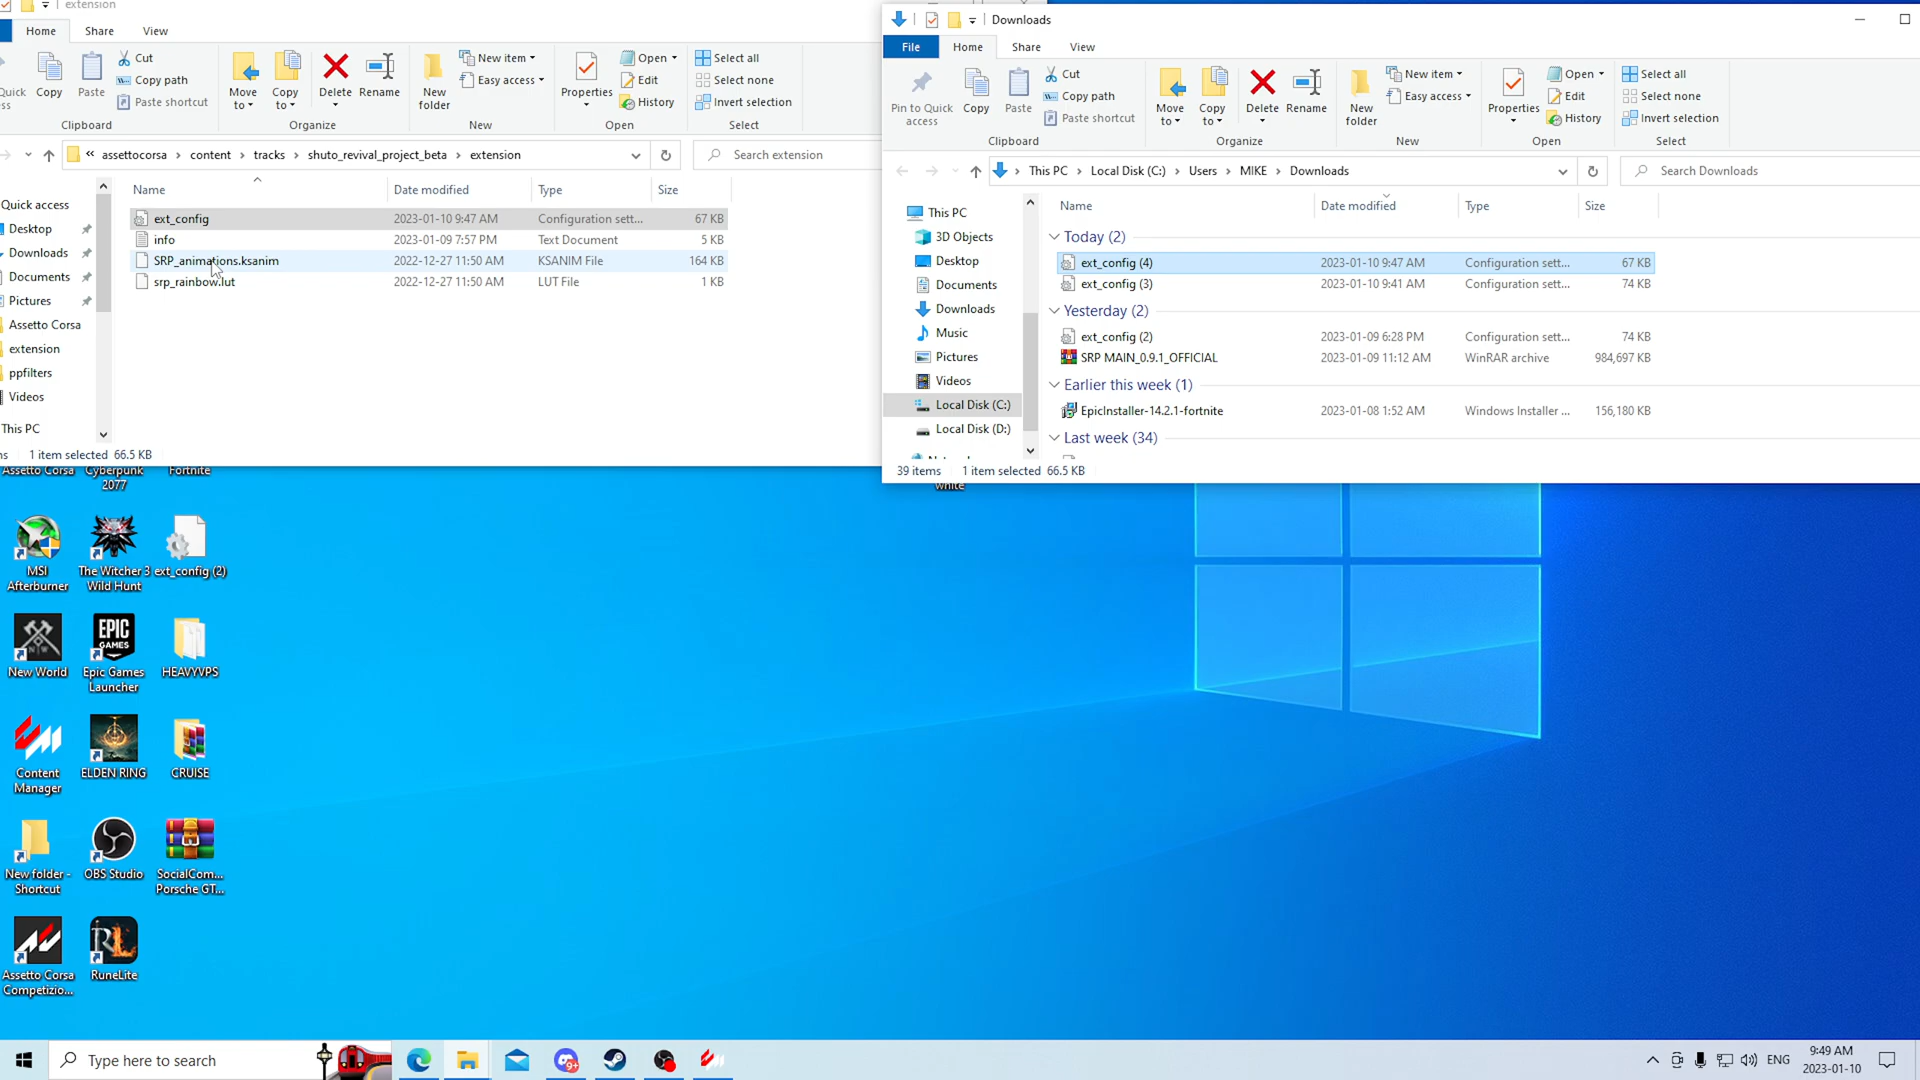 extension
Home Share View
Quick access
Copy
Paste
Cut
Copy path
Paste shortcut
Clipboard
Move to
Copy to
Delete
Rename
Organize
New folder
New item
Easy access
New
Properties
Open
Edit
History
Open
Select all
Select none
Invert selection
Select
« assettocorsa › content › tracks › shuto_revival_project_beta › extension
Search extension
Name Date modified Type Size
ext_config 2023-01-10 9:47 AM Configuration sett... 67 KB
info 2023-01-09 7:57 PM Text Document 5 KB
SRP_animations.ksanim 2022-12-27 11:50 AM KSANIM File 164 KB
srp_rainbow.lut 2022-12-27 11:50 AM LUT File 1 KB
Quick access
Desktop
Downloads
Documents
Pictures
Assetto Corsa
extension
ppfilters
Videos
This PC
1 item selected 66.5 KB
Downloads
File Home Share View
Pin to Quick access
Copy
Paste
Cut
Copy path
Paste shortcut
Clipboard
Move to
Copy to
Delete
Rename
Organize
New folder
New item
Easy access
New
Properties
Open
Edit
History
Open
Select all
Select none
Invert selection
Select
› This PC › Local Disk (C:) › Users › MIKE › Downloads
Search Downloads
This PC
3D Objects
Desktop
Documents
Downloads
Music
Pictures
Videos
Local Disk (C:)
Local Disk (D:)
Name Date modified Type Size
Today (2)
ext_config (4) 2023-01-10 9:47 AM Configuration sett... 67 KB
ext_config (3) 2023-01-10 9:41 AM Configuration sett... 74 KB
Yesterday (2)
ext_config (2) 2023-01-09 6:28 PM Configuration sett... 74 KB
SRP MAIN_0.9.1_OFFICIAL 2023-01-09 11:12 AM WinRAR archive 984,697 KB
Earlier this week (1)
EpicInstaller-14.2.1-fortnite 2023-01-08 1:52 AM Windows Installer ... 156,180 KB
Last week (34)
39 items 1 item selected 66.5 KB
Assetto Corsa
Cyberpunk 2077
Fortnite
white
MSI Afterburner
The Witcher 3 Wild Hunt
ext_config (2)
New World
EPIC GAMES
Epic Games Launcher
HEAVYVPS
Content Manager
ELDEN RING
CRUISE
New folder - Shortcut
OBS Studio
SocialCom... Porsche GT...
Assetto Corsa Competizio...
RL
RuneLite
Type here to search
9+
ENG
9:49 AM
2023-01-10